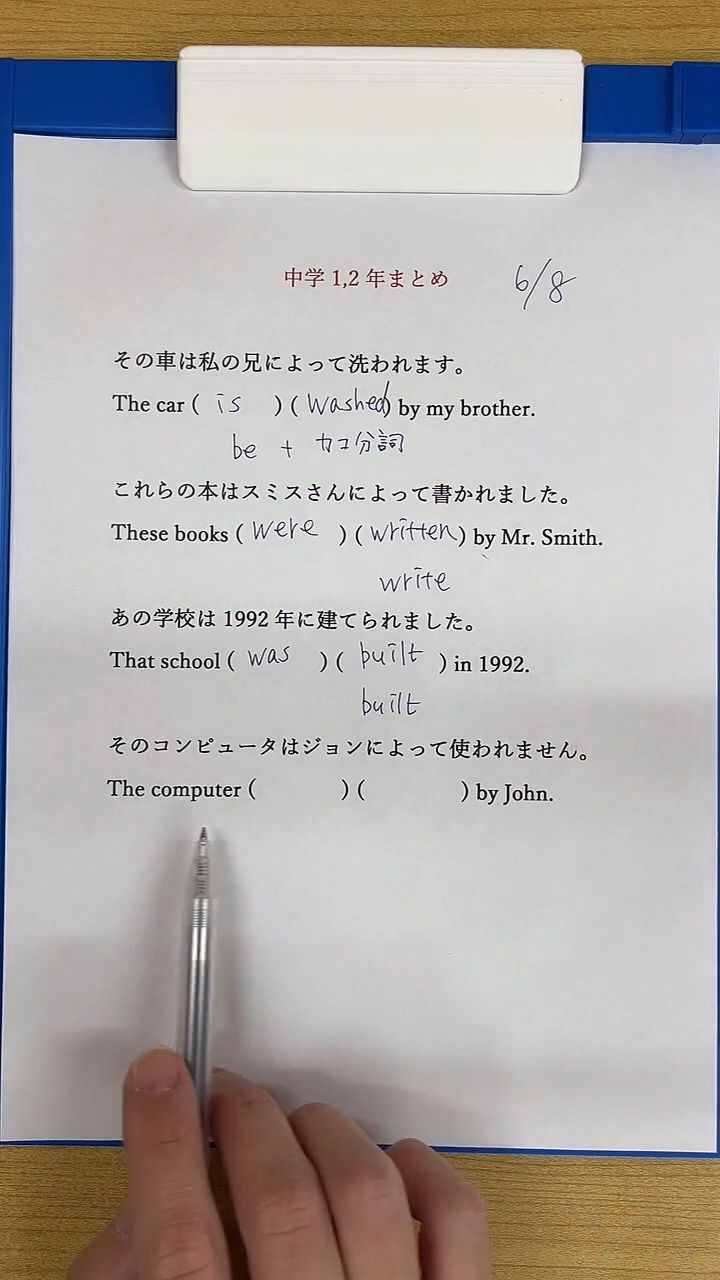 中学1,2年まとめ 6/8
その車は私の兄によって洗われます。
The car ( is ) ( washed ) by my brother.
be + カコ分詞
これらの本はスミスさんによって書かれました。
These books ( were ) ( written ) by Mr. Smith.
write
あの学校は1992年に建てられました。
That school ( was ) ( built ) in 1992.
built
そのコンピュータはジョンによって使われません。
The computer ( ) ( ) by John.